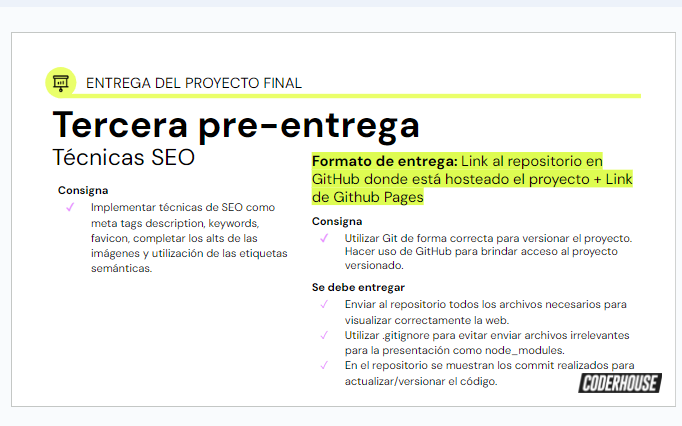 ENTREGA DEL PROYECTO FINAL
Tercera pre-entrega
Técnicas SEO
Consigna
✓ Implementar técnicas de SEO como
meta tags description, keywords,
favicon, completar los alts de las
imágenes y utilización de las etiquetas
semánticas.
Formato de entrega: Link al repositorio en
GitHub donde está hosteado el proyecto + Link
de Github Pages
Consigna
✓ Utilizar Git de forma correcta para versionar el proyecto.
Hacer uso de GitHub para brindar acceso al proyecto
versionado.
Se debe entregar
✓ Enviar al repositorio todos los archivos necesarios para
visualizar correctamente la web.
✓ Utilizar .gitignore para evitar enviar archivos irrelevantes
para la presentación como node_modules.
✓ En el repositorio se muestran los commit realizados para
actualizar/versionar el código.
CODERHOUSE